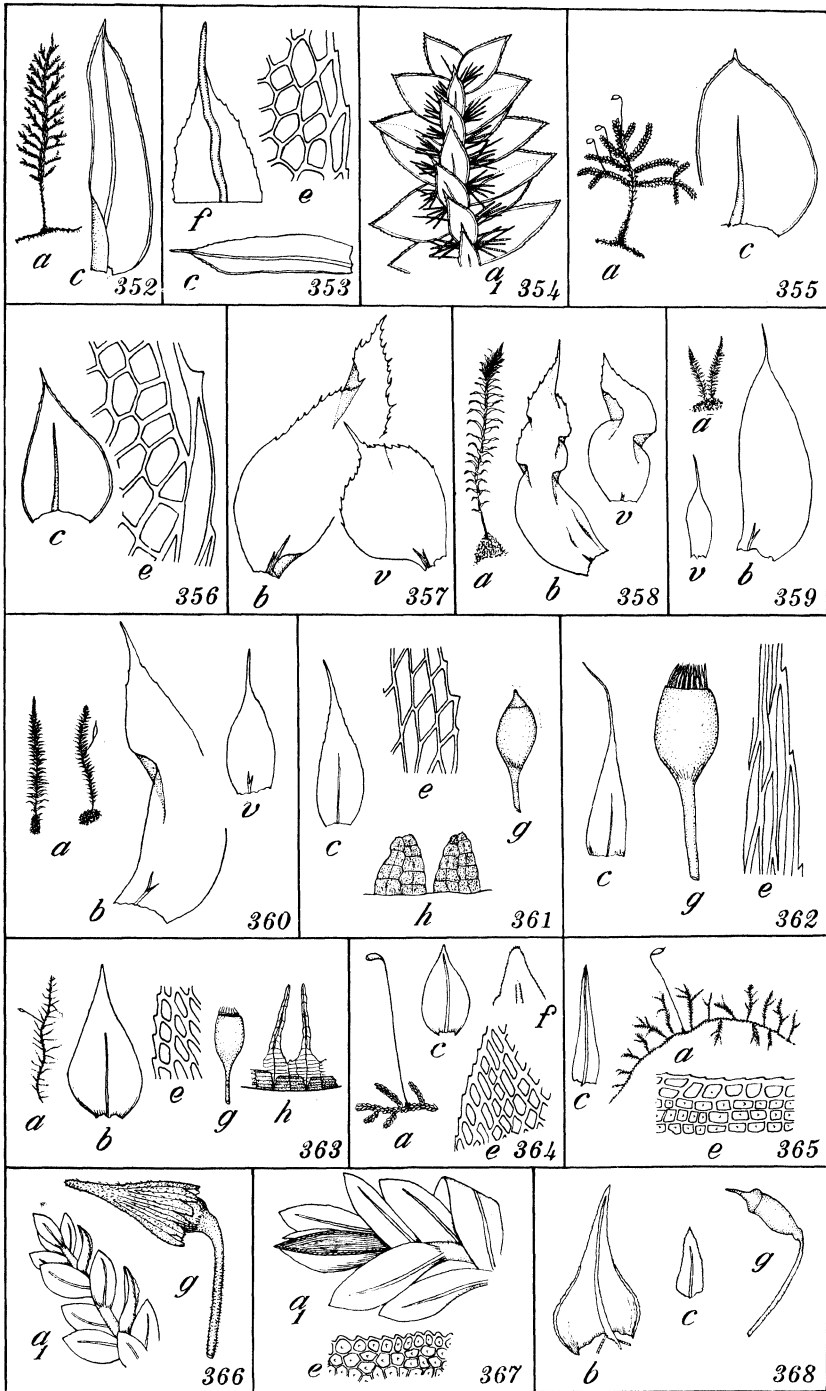 a c 352
f e c 353
a 1 354
a c 355
c e 356
b v 357
a b v 358
a v b 359
a b v 360
c e g h 361
c g e 362
a b e g h 363
a c f e 364
c a e 365
a 1 g 366
a 1 e 367
b c g 368